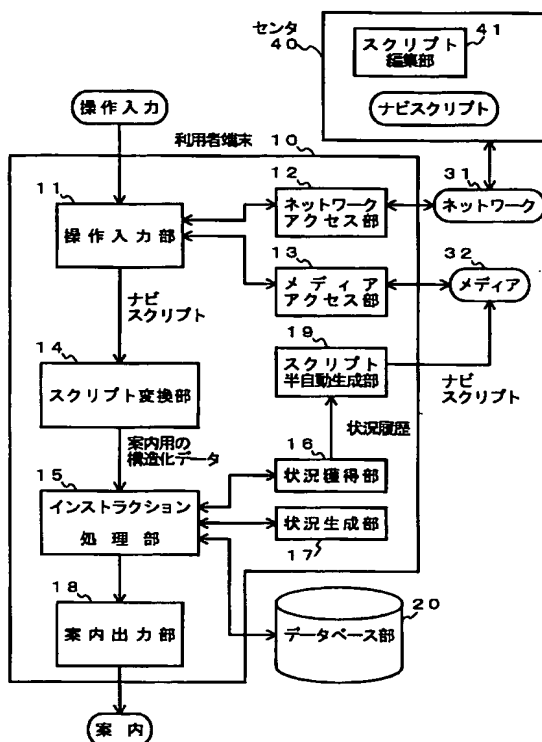 センタ
40
41
スクリプト
編集部
ナビスクリプト
操作入力
利用者端末
10
11
操作入力部
12
ネットワーク
アクセス部
31
ネットワーク
13
メディア
アクセス部
32
メディア
ナビ
スクリプト
14
スクリプト変換部
19
スクリプト
半自動生成部
ナビ
スクリプト
状況履歴
案内用の
構造化データ
15
インストラクション
処理部
16
状況獲得部
状況生成部
17
18
案内出力部
20
データベース部
案内